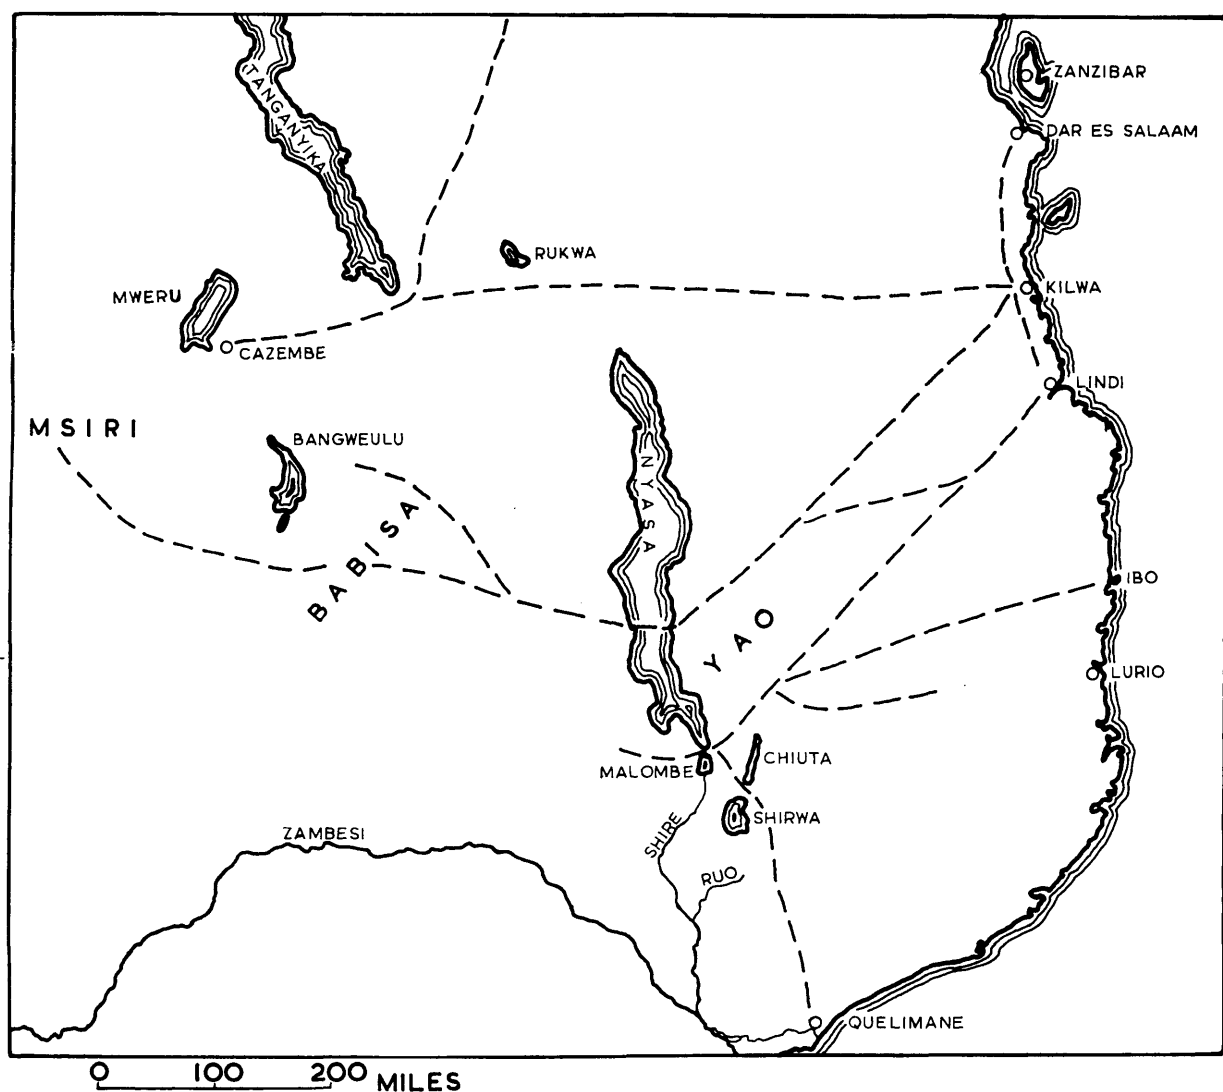 ZANZIBAR
TANGANYIKA
DAR ES SALAAM
RUKWA
MWERU
KILWA
CAZEMBE
LINDI
MSIRI
BANGWEULU
NYASA
BABISA
IBO
YAO
LURIO
CHIUTA
MALOMBE
SHIRWA
SHIRE
ZAMBESI
RUO
QUELIMANE
0 100 200 MILES